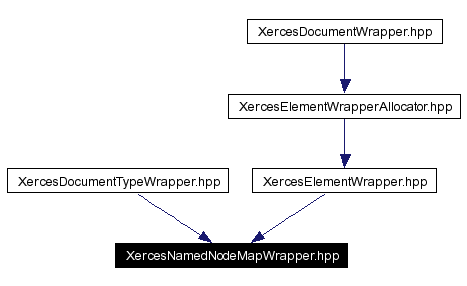 XercesDocumentWrapper.hpp
XercesElementWrapperAllocator.hpp
XercesDocumentTypeWrapper.hpp
XercesElementWrapper.hpp
XercesNamedNodeMapWrapper.hpp